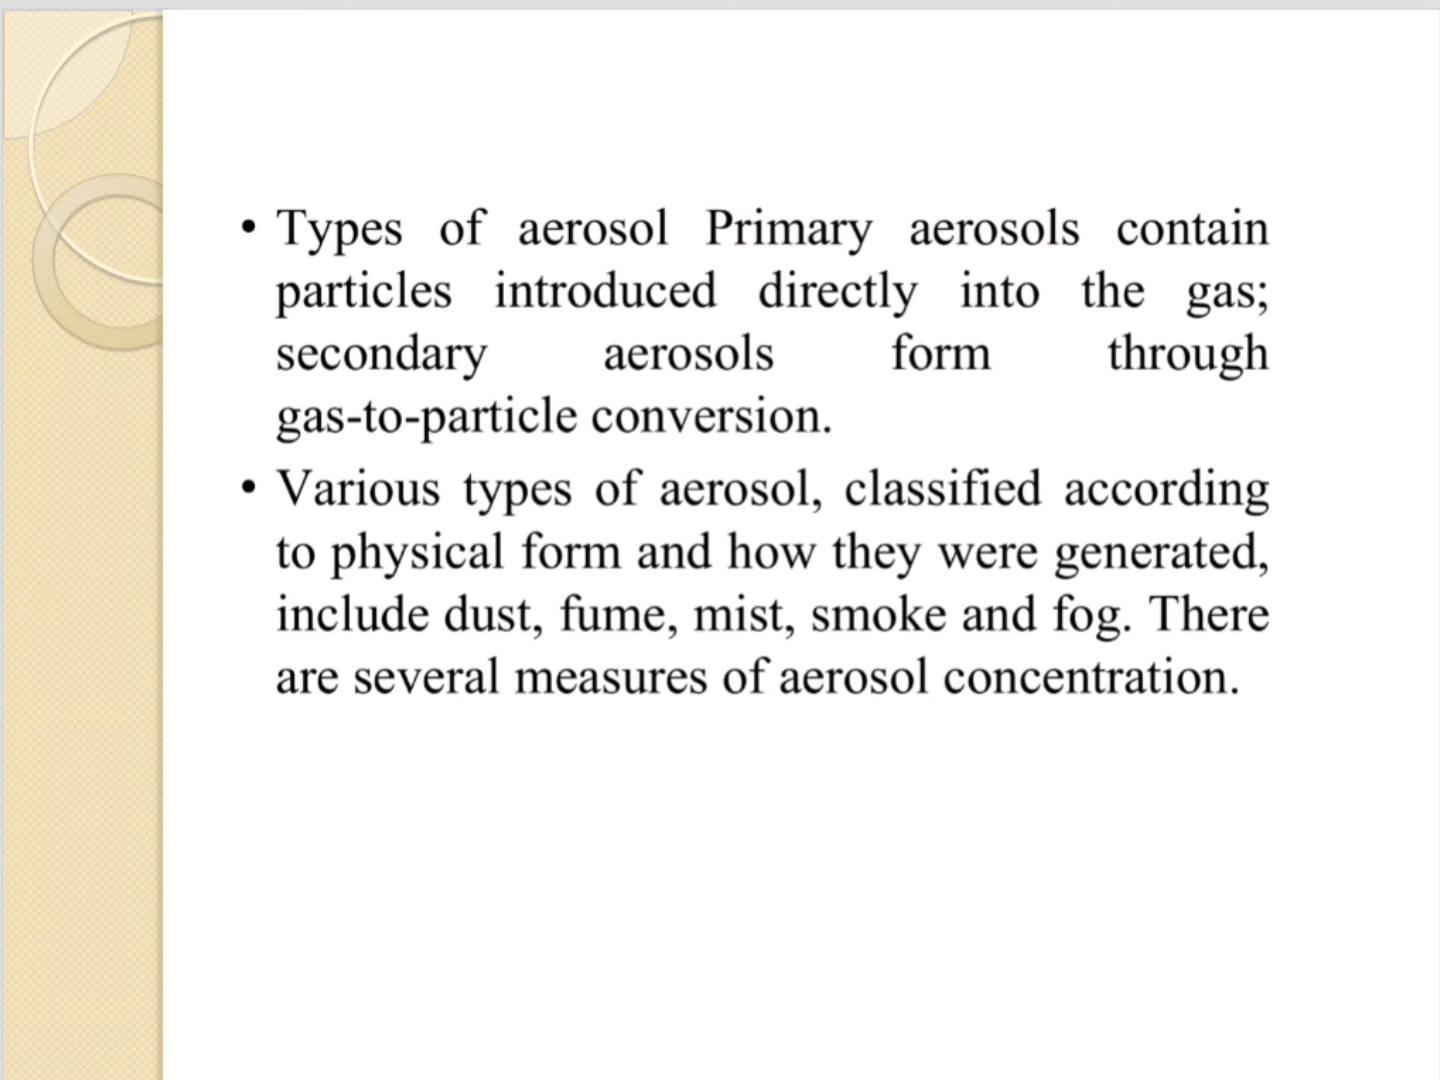 • Types of aerosol Primary aerosols contain
particles introduced directly into the gas;
secondary aerosols form through
gas-to-particle conversion.
• Various types of aerosol, classified according
to physical form and how they were generated,
include dust, fume, mist, smoke and fog. There
are several measures of aerosol concentration.